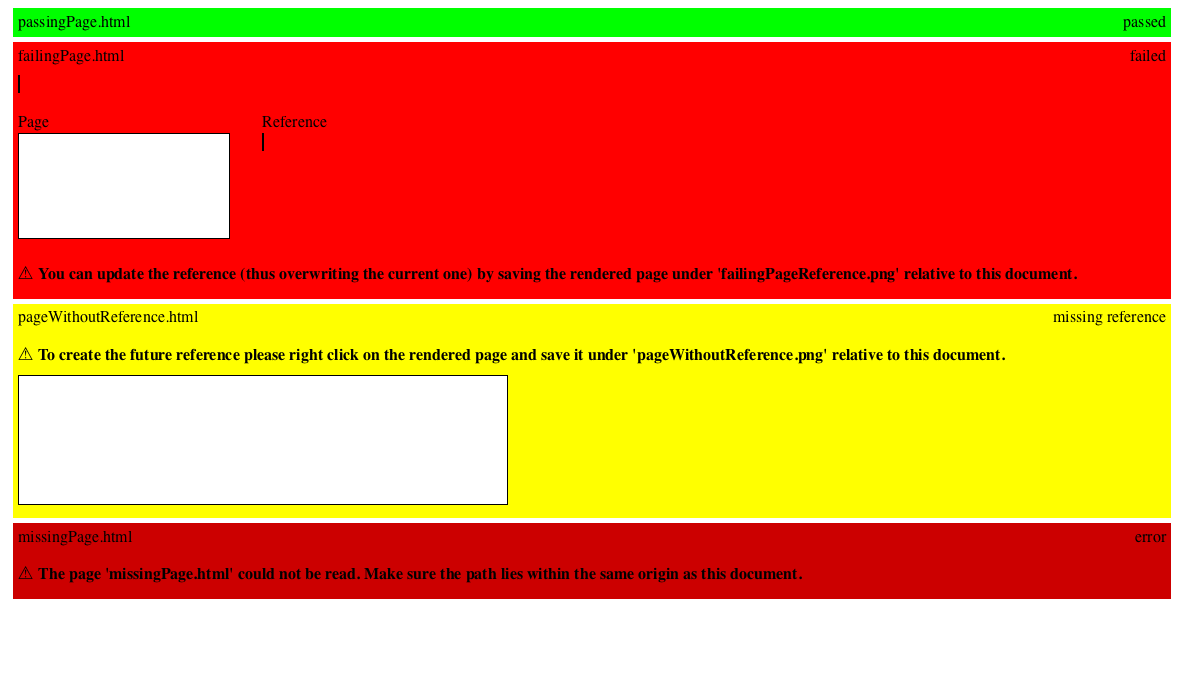 passingPage.html passed
failingPage.html failed
Page Reference
⚠ You can update the reference (thus overwriting the current one) by saving the rendered page under 'failingPageReference.png' relative to this document.
pageWithoutReference.html missing reference
⚠ To create the future reference please right click on the rendered page and save it under 'pageWithoutReference.png' relative to this document.
missingPage.html error
⚠ The page 'missingPage.html' could not be read. Make sure the path lies within the same origin as this document.